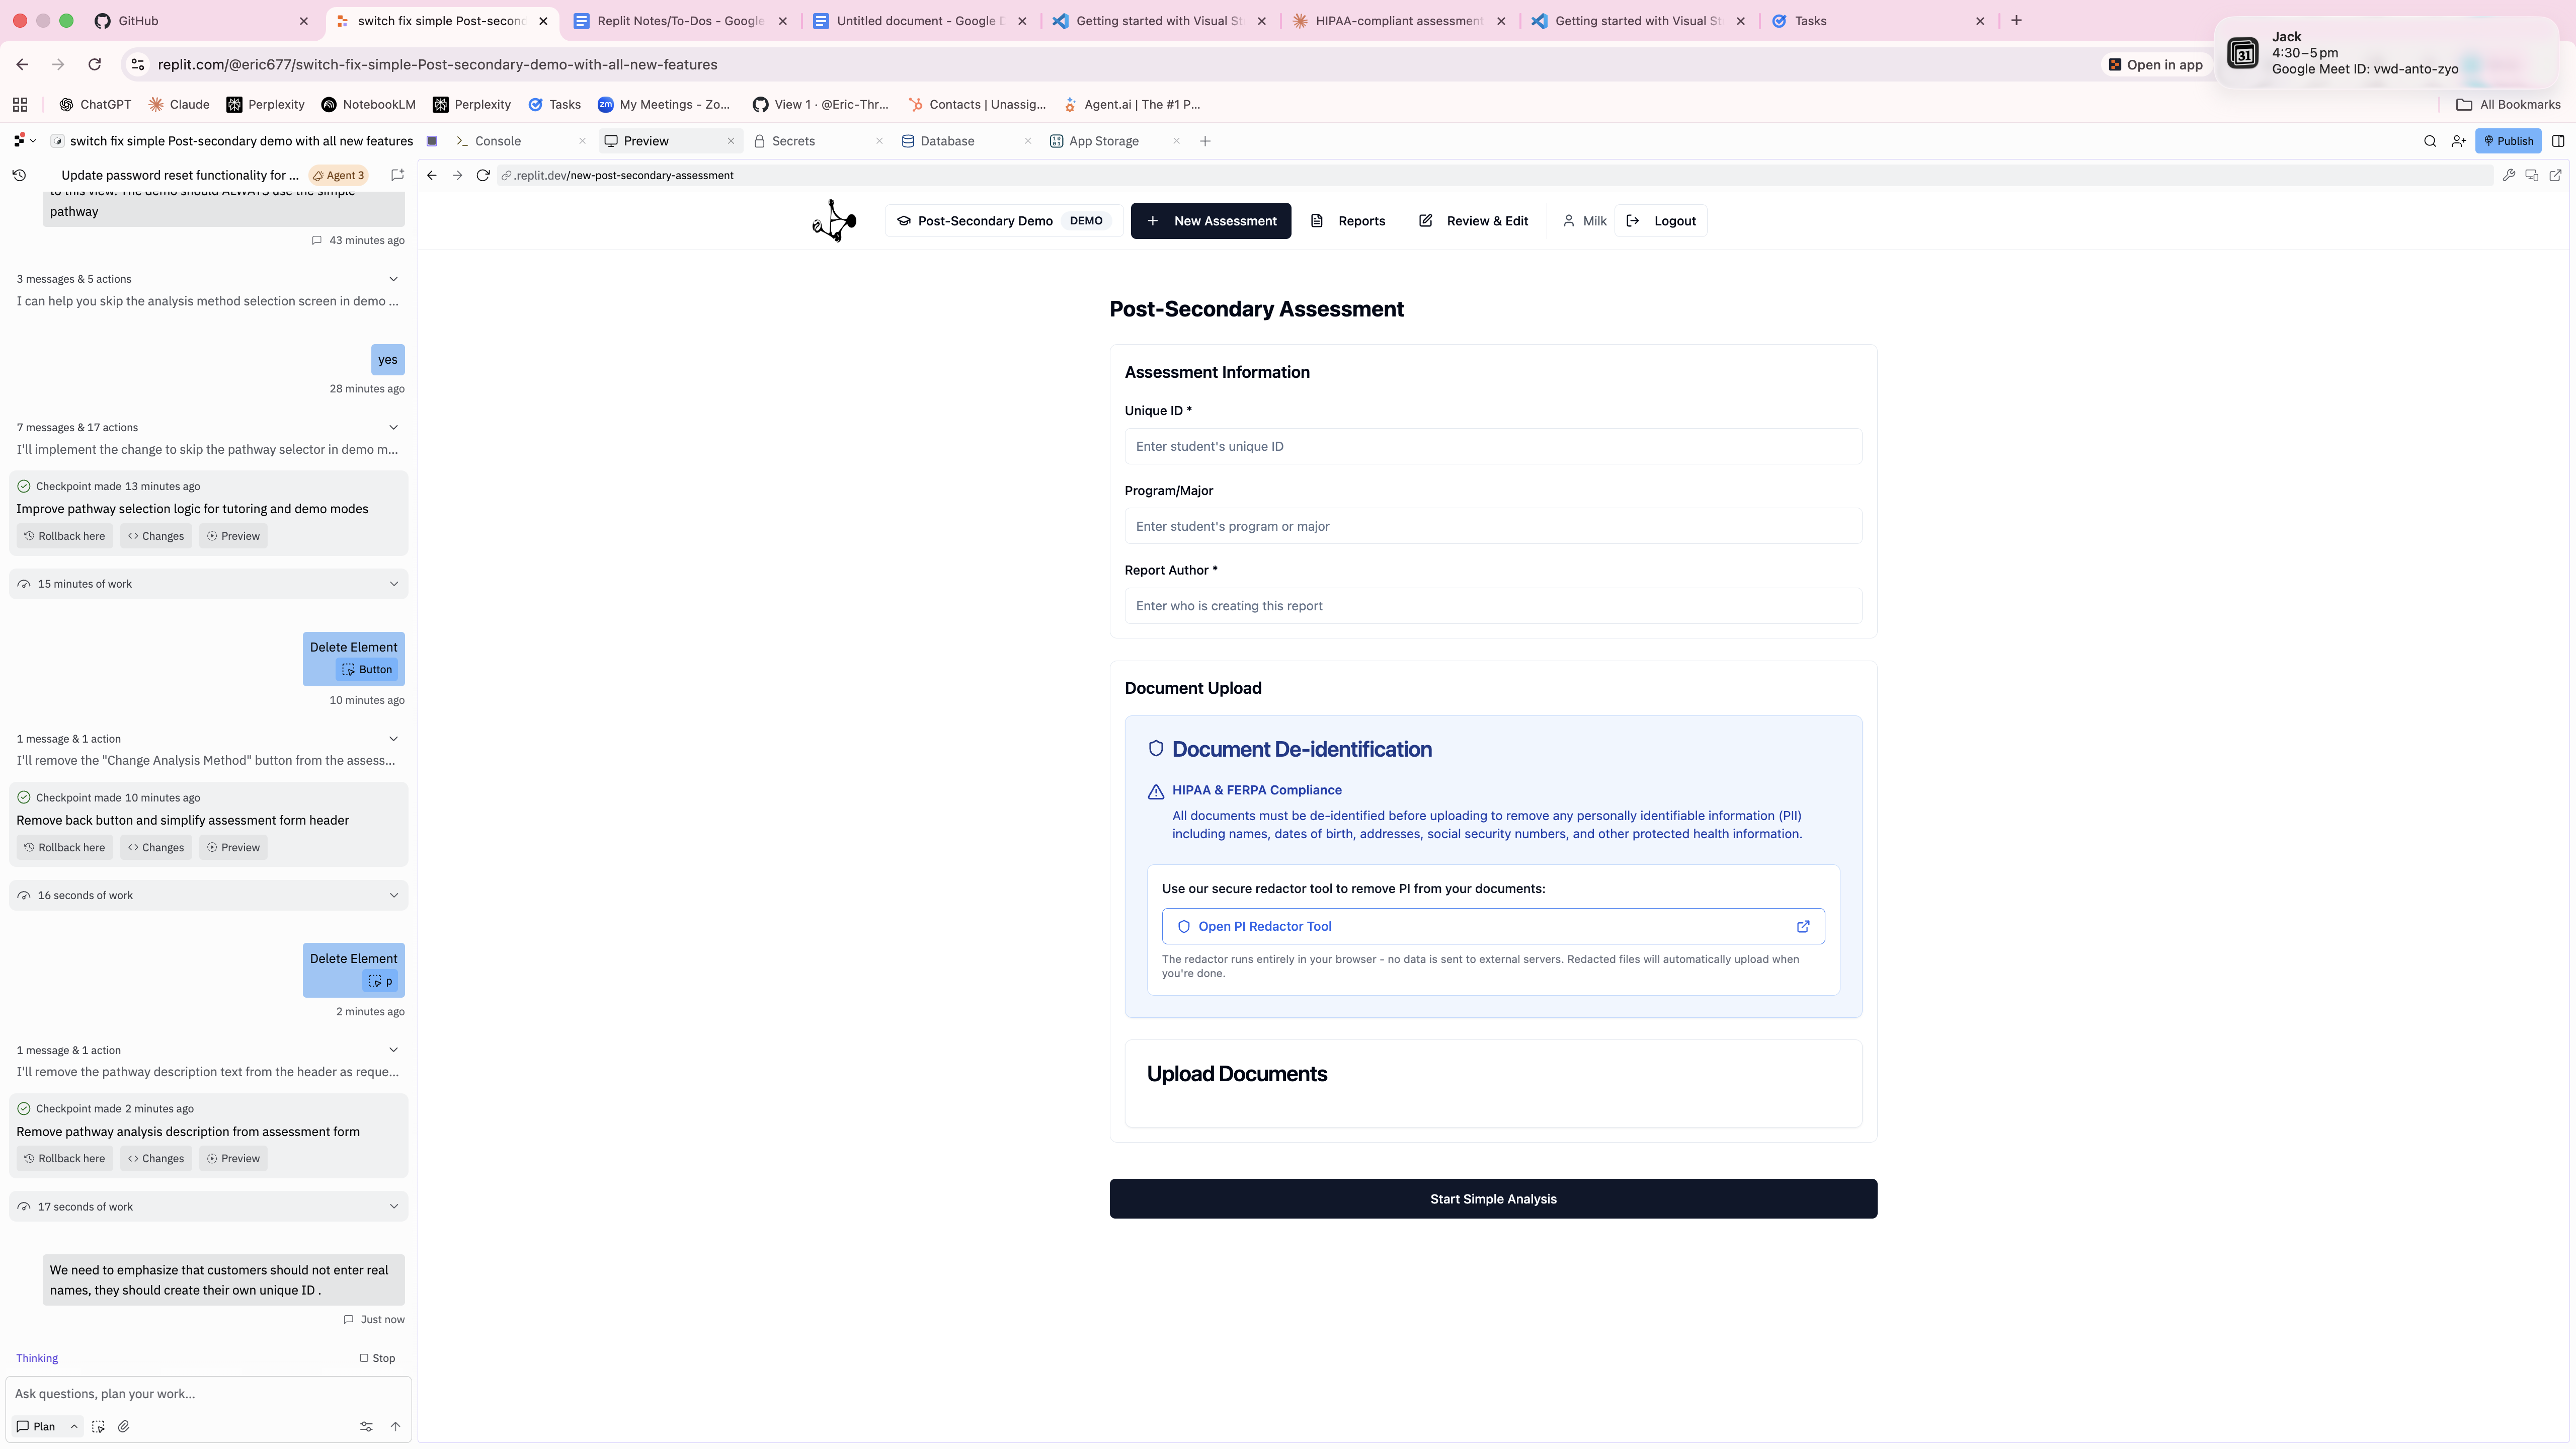 GitHub
switch fix simple Post-secon
Replit Notes/To-Dos - Google
Untitled document - Google D
Getting started with Visual St
HIPAA-compliant assessment
Getting started with Visual St
Tasks
Jack
4:30–5 pm
Google Meet ID: vwd-anto-zyo
replit.com/@eric677/switch-fix-simple-Post-secondary-demo-with-all-new-features
Open in app
ChatGPT
Claude
Perplexity
NotebookLM
Perplexity
Tasks
My Meetings - Zo...
View 1 · @Eric-Thr...
Contacts | Unassig...
Agent.ai | The #1 P...
All Bookmarks
switch fix simple Post-secondary demo with all new features
Console
Preview
Secrets
Database
App Storage
Publish
Update password reset functionality for ...
Agent 3
.replit.dev/new-post-secondary-assessment
to this view. The demo should ALWAYS use the simple
pathway
43 minutes ago
3 messages & 5 actions
I can help you skip the analysis method selection screen in demo ...
yes
28 minutes ago
7 messages & 17 actions
I'll implement the change to skip the pathway selector in demo m...
Checkpoint made 13 minutes ago
Improve pathway selection logic for tutoring and demo modes
Rollback here
Changes
Preview
15 minutes of work
Delete Element
Button
10 minutes ago
1 message & 1 action
I'll remove the "Change Analysis Method" button from the assess...
Checkpoint made 10 minutes ago
Remove back button and simplify assessment form header
Rollback here
Changes
Preview
16 seconds of work
Delete Element
p
2 minutes ago
1 message & 1 action
I'll remove the pathway description text from the header as reque...
Checkpoint made 2 minutes ago
Remove pathway analysis description from assessment form
Rollback here
Changes
Preview
17 seconds of work
We need to emphasize that customers should not enter real
names, they should create their own unique ID .
Just now
Thinking
Stop
Ask questions, plan your work...
Plan
Post-Secondary Demo
DEMO
New Assessment
Reports
Review & Edit
Milk
Logout
Post-Secondary Assessment
Assessment Information
Unique ID *
Enter student's unique ID
Program/Major
Enter student's program or major
Report Author *
Enter who is creating this report
Document Upload
Document De-identification
HIPAA & FERPA Compliance
All documents must be de-identified before uploading to remove any personally identifiable information (PII)
including names, dates of birth, addresses, social security numbers, and other protected health information.
Use our secure redactor tool to remove PI from your documents:
Open PI Redactor Tool
The redactor runs entirely in your browser - no data is sent to external servers. Redacted files will automatically upload when
you're done.
Upload Documents
Start Simple Analysis